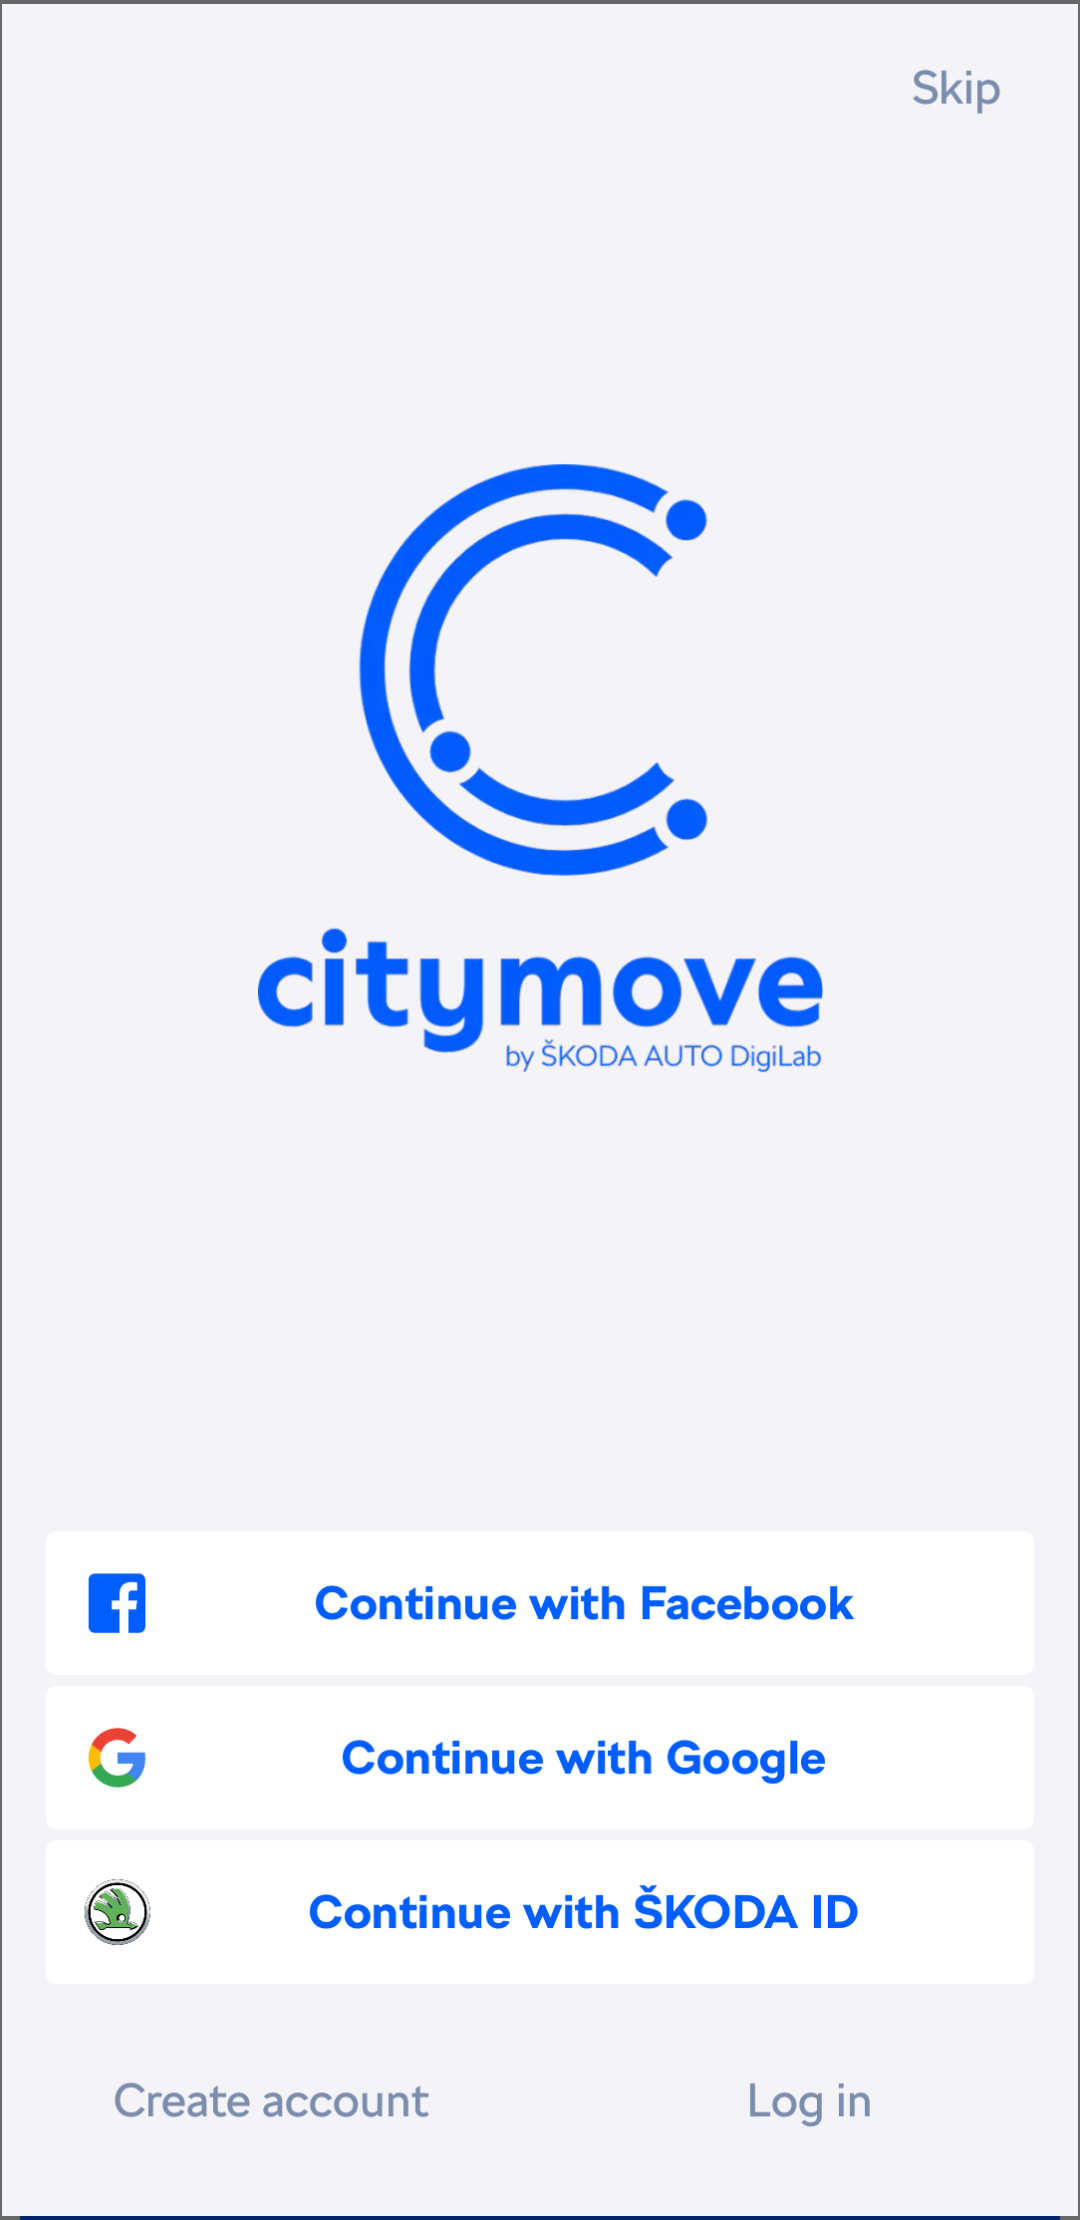 Skip
citymove
by ŠKODA AUTO DigiLab
Continue with Facebook
Continue with Google
Continue with ŠKODA ID
Create account
Log in